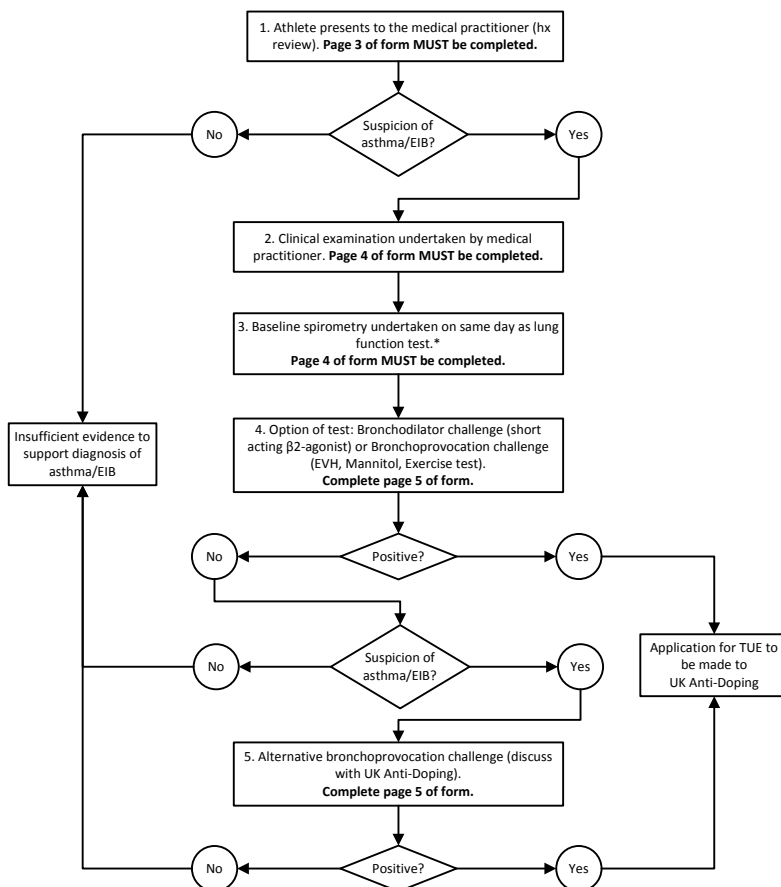 1. Athlete presents to the medical practitioner (hx
review). Page 3 of form MUST be completed.
No
Suspicion of
asthma/EIB?
Yes
2. Clinical examination undertaken by medical
practitioner. Page 4 of form MUST be completed.
3. Baseline spirometry undertaken on same day as lung
function test.*
Page 4 of form MUST be completed.
Insufficient evidence to
support diagnosis of
asthma/EIB
4. Option of test: Bronchodilator challenge (short
acting β2-agonist) or Bronchoprovocation challenge
(EVH, Mannitol, Exercise test).
Complete page 5 of form.
No
Positive?
Yes
No
Suspicion of
asthma/EIB?
Yes
Application for TUE to
be made to
UK Anti-Doping
5. Alternative bronchoprovocation challenge (discuss
with UK Anti-Doping).
Complete page 5 of form.
No
Positive?
Yes